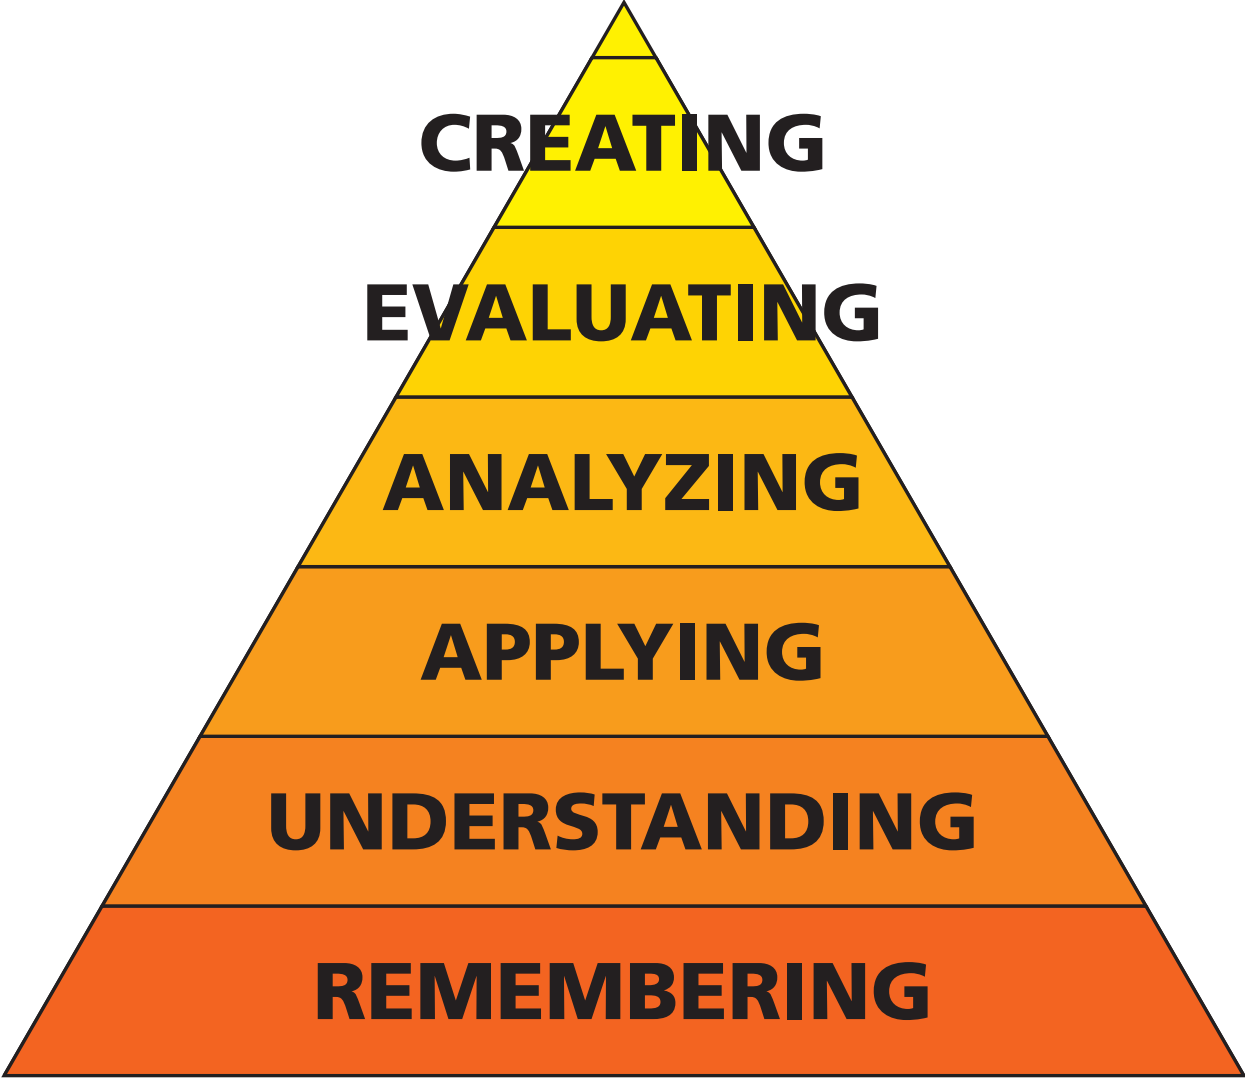 CREATING
EVALUATING
ANALYZING
APPLYING
UNDERSTANDING
REMEMBERING